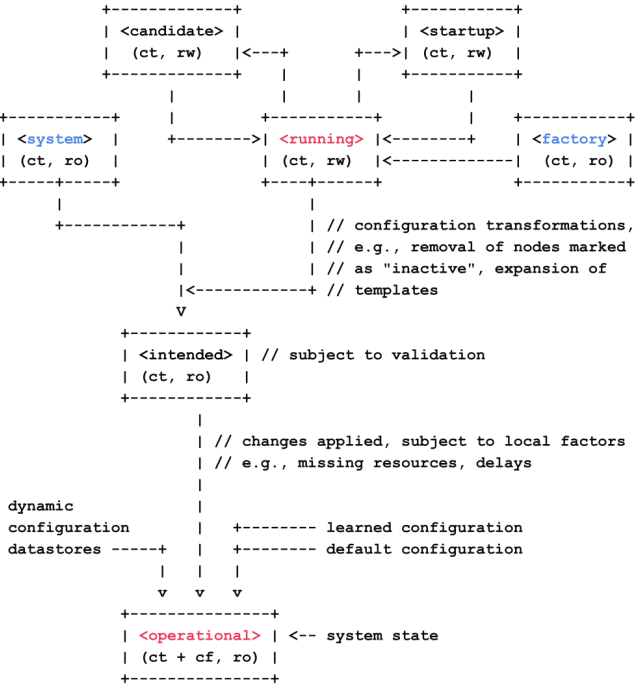 +-------------+                 +-----------+
| <candidate> |                 | <startup> |
|  (ct, rw)   |<---+       +--->| (ct, rw)  |
+-------------+    |       |    +-----------+
       |           |       |           |
+-----------+      |         +-----------+        |      +-----------+
| <system>  |      +-------->| <running> |<--------+      | <factory> |
| (ct, ro)  |                | (ct, rw)  |<--------------| (ct, ro)  |
+-----+-----+                +----+------+                +-----------+
      |                           | // configuration transformations,
      +------------+              | // e.g., removal of nodes marked
                   |              | // as "inactive", expansion of
                   |<------------+ // templates
                   v
             +------------+
             | <intended> | // subject to validation
             | (ct, ro)   |
             +------------+
                    |
                    | // changes applied, subject to local factors
                    | // e.g., missing resources, delays
                    |
dynamic             |
configuration       |   +-------- learned configuration
datastores -----+   |   +-------- default configuration
                |   |   |
                v   v   v
             +---------------+
             | <operational> | <-- system state
             | (ct + cf, ro) |
             +---------------+